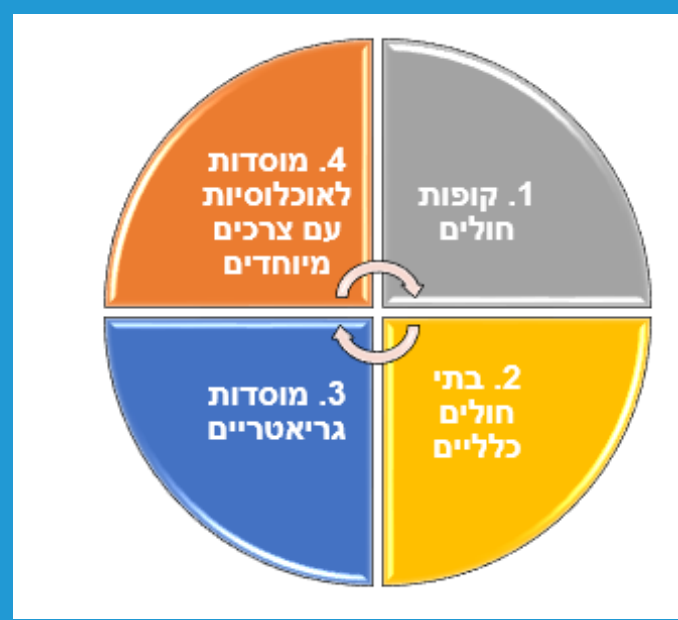 1. קופות
חולים
2. בתי
חולים
כלליים
3. מוסדות
גריאטריים
4. מוסדות
לאוכלוסיות
עם צרכים
מיוחדים